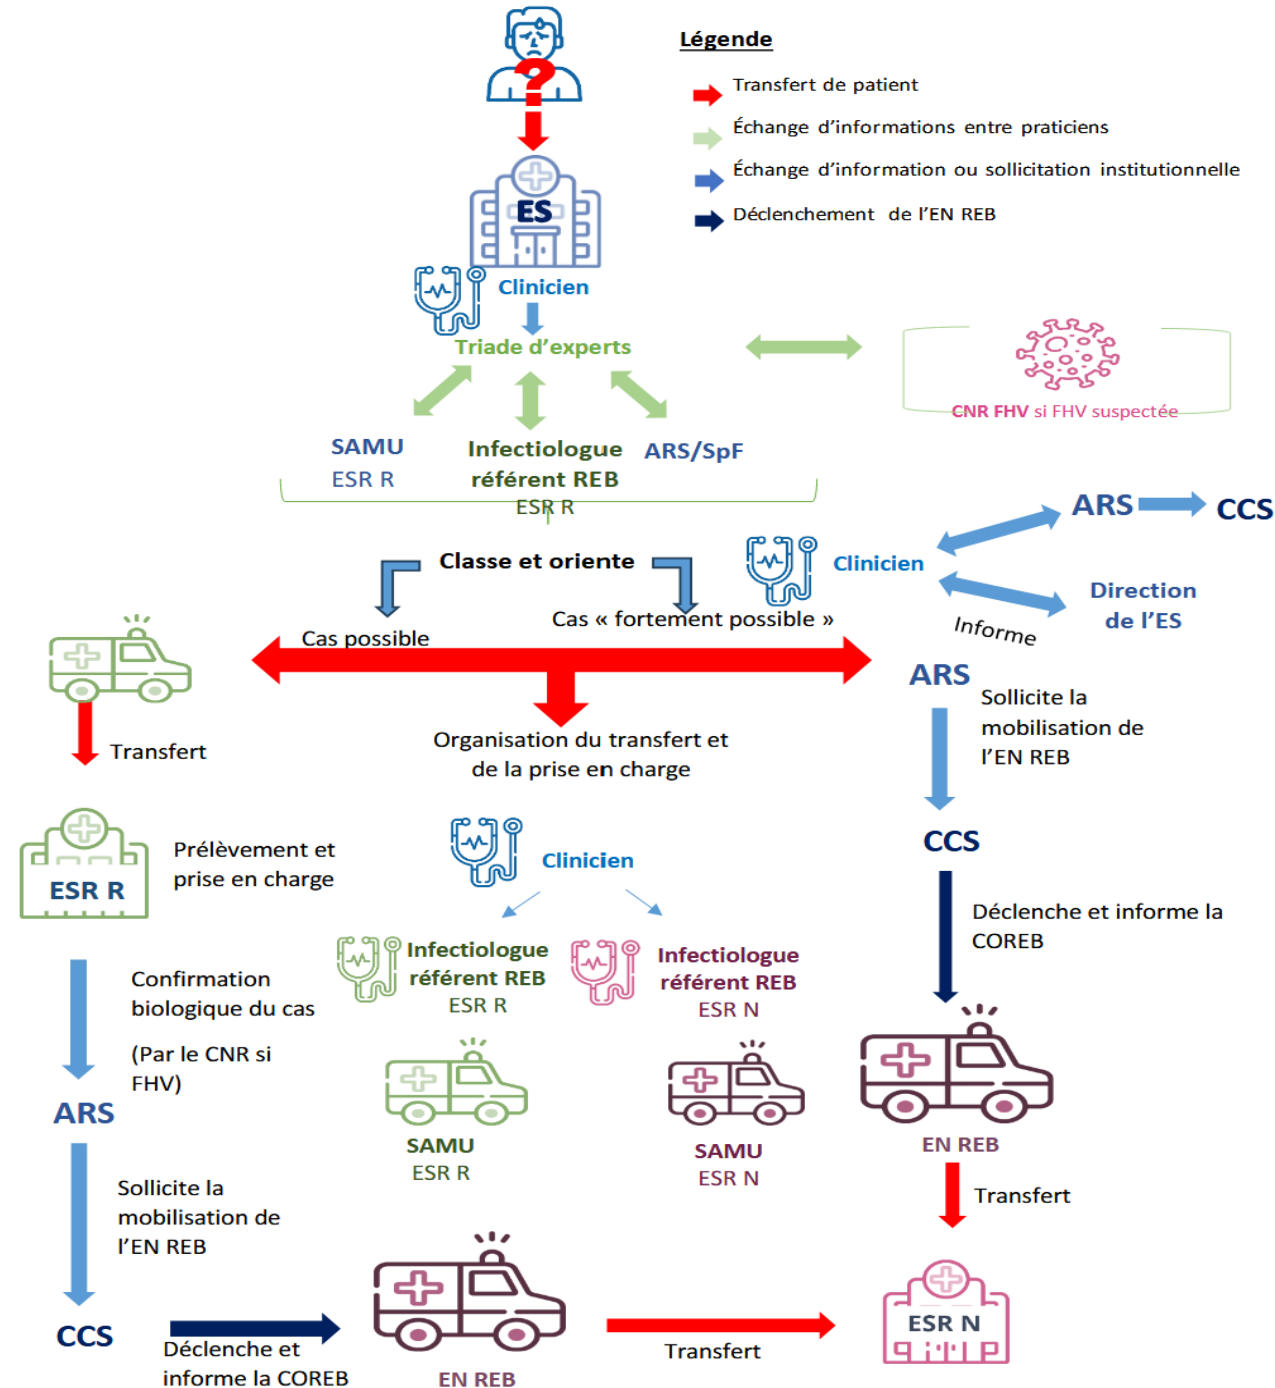 ?
Légende
Transfert de patient
Échange d'informations entre praticiens
Échange d'information ou sollicitation institutionnelle
Déclenchement de l'EN REB
ES
Clinicien
Triade d'experts
CNR FHV si FHV suspectée
SAMU
ESR R
Infectiologue
référent REB
ESR R
ARS/SpF
ARS
CCS
Classe et oriente
Clinicien
Direction
de l'ES
Informe
Cas possible
Cas « fortement possible »
ARS
Sollicite la
mobilisation de
l'EN REB
Transfert
Organisation du transfert et
de la prise en charge
CCS
Prélèvement et
prise en charge
ESR R
Clinicien
Déclenche et informe la
COREB
Infectiologue
référent REB
ESR R
Infectiologue
référent REB
ESR N
Confirmation
biologique du cas
(Par le CNR si
FHV)
ARS
SAMU
ESR R
SAMU
ESR N
EN REB
Transfert
Sollicite la
mobilisation de
l'EN REB
CCS
Déclenche et
informe la COREB
EN REB
Transfert
ESR N